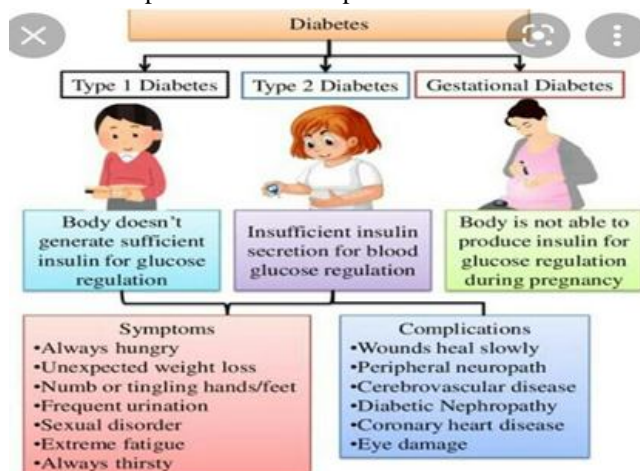 Diabetes
Type 1 Diabetes
Type 2 Diabetes
Gestational Diabetes
Body doesn't
generate sufficient
insulin for glucose
regulation
Insufficient insulin
secretion for blood
glucose regulation
Body is not able to
produce insulin for
glucose regulation
during pregnancy
Symptoms
•Always hungry
•Unexpected weight loss
•Numb or tingling hands/feet
•Frequent urination
•Sexual disorder
•Extreme fatigue
•Always thirsty
Complications
•Wounds heal slowly
•Peripheral neuropath
•Cerebrovascular disease
•Diabetic Nephropathy
•Coronary heart disease
•Eye damage